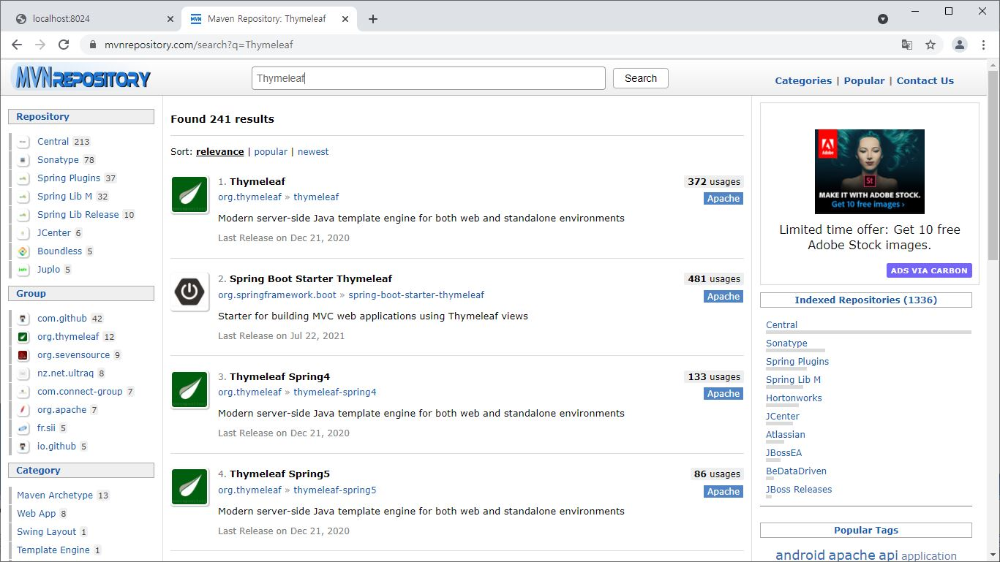 localhost:8024
MVN Maven Repository: Thymeleaf
mvnrepository.com/search?q=Thymeleaf
MVNREPOSITORY
Thymeleaf
Search
Categories | Popular | Contact Us
Repository
Central 213
Sonatype 78
Spring Plugins 37
Spring Lib M 32
Spring Lib Release 10
JCenter 6
Boundless 5
Juplo 5
Group
com.github 42
org.thymeleaf 12
org.sevensource 9
nz.net.ultraq 8
com.connect-group 7
org.apache 7
fr.sii 5
io.github 5
Category
Maven Archetype 13
Web App 8
Swing Layout 1
Template Engine 1
Found 241 results
Sort: relevance | popular | newest
1. Thymeleaf
372 usages
org.thymeleaf » thymeleaf
Apache
Modern server-side Java template engine for both web and standalone environments
Last Release on Dec 21, 2020
2. Spring Boot Starter Thymeleaf
481 usages
org.springframework.boot » spring-boot-starter-thymeleaf
Apache
Starter for building MVC web applications using Thymeleaf views
Last Release on Jul 22, 2021
3. Thymeleaf Spring4
133 usages
org.thymeleaf » thymeleaf-spring4
Apache
Modern server-side Java template engine for both web and standalone environments
Last Release on Dec 21, 2020
4. Thymeleaf Spring5
86 usages
org.thymeleaf » thymeleaf-spring5
Apache
Modern server-side Java template engine for both web and standalone environments
Last Release on Dec 21, 2020
Adobe
St
MAKE IT WITH ADOBE STOCK.
Get 10 free images ›
Limited time offer: Get 10 free
Adobe Stock images.
ADS VIA CARBON
Indexed Repositories (1336)
Central
Sonatype
Spring Plugins
Spring Lib M
Hortonworks
JCenter
Atlassian
JBossEA
BeDataDriven
JBoss Releases
Popular Tags
android apache api application